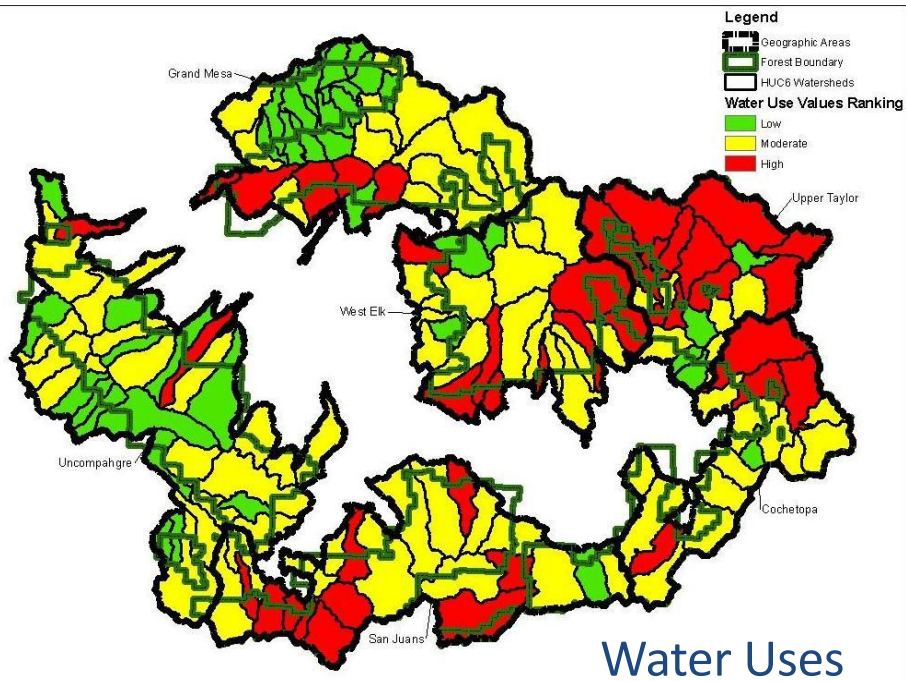 Legend
Geographic Areas
Forest Boundary
HUC6 Watersheds
Water Use Values Ranking
Low
Moderate
High
Grand Mesa
Upper Taylor
West Elk
Uncompahgre
Cochetopa
San Juans
Water Uses